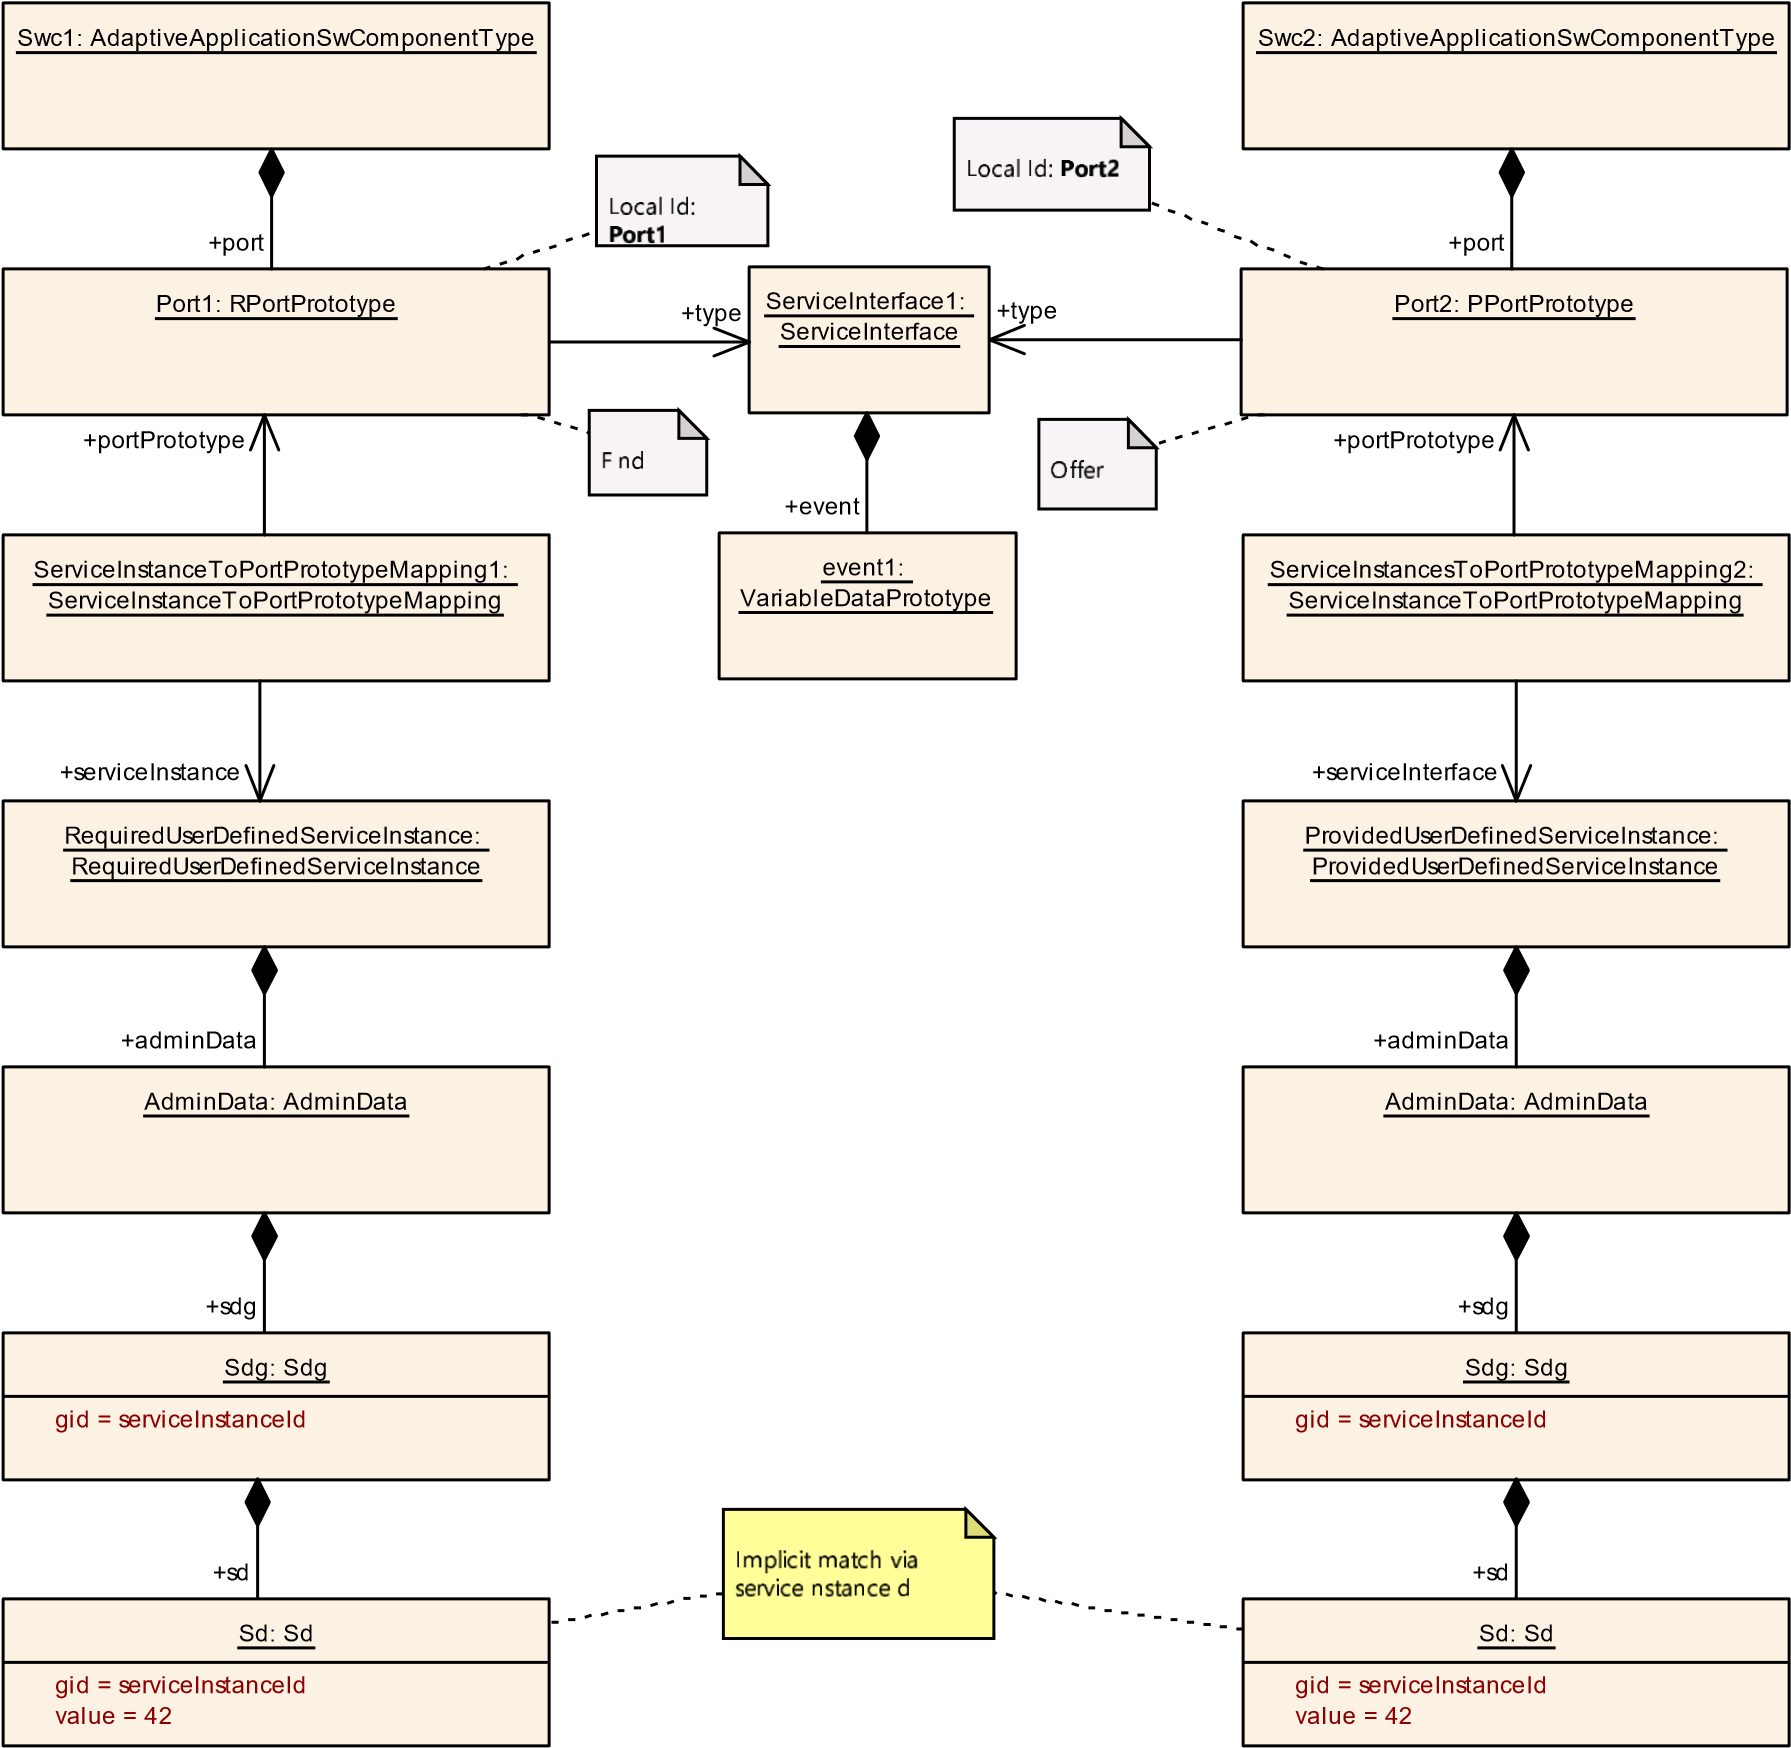 Swc1: AdaptiveApplicationSwComponentType
Swc2: AdaptiveApplicationSwComponentType
Local Id: Port2
Local Id:
Port1
+port
+port
Port1: RPortPrototype
+type
ServiceInterface1:
ServiceInterface
+type
Port2: PPortPrototype
+portPrototype
F nd
Offer
+portPrototype
+event
ServiceInstanceToPortPrototypeMapping1:
ServiceInstanceToPortPrototypeMapping
event1:
VariableDataPrototype
ServiceInstancesToPortPrototypeMapping2:
ServiceInstanceToPortPrototypeMapping
+serviceInstance
+serviceInterface
RequiredUserDefinedServiceInstance:
RequiredUserDefinedServiceInstance
ProvidedUserDefinedServiceInstance:
ProvidedUserDefinedServiceInstance
+adminData
+adminData
AdminData: AdminData
AdminData: AdminData
+sdg
+sdg
Sdg: Sdg
gid = serviceInstanceId
Sdg: Sdg
gid = serviceInstanceId
+sd
Implicit match via
service nstance d
+sd
Sd: Sd
gid = serviceInstanceId
value = 42
Sd: Sd
gid = serviceInstanceId
value = 42